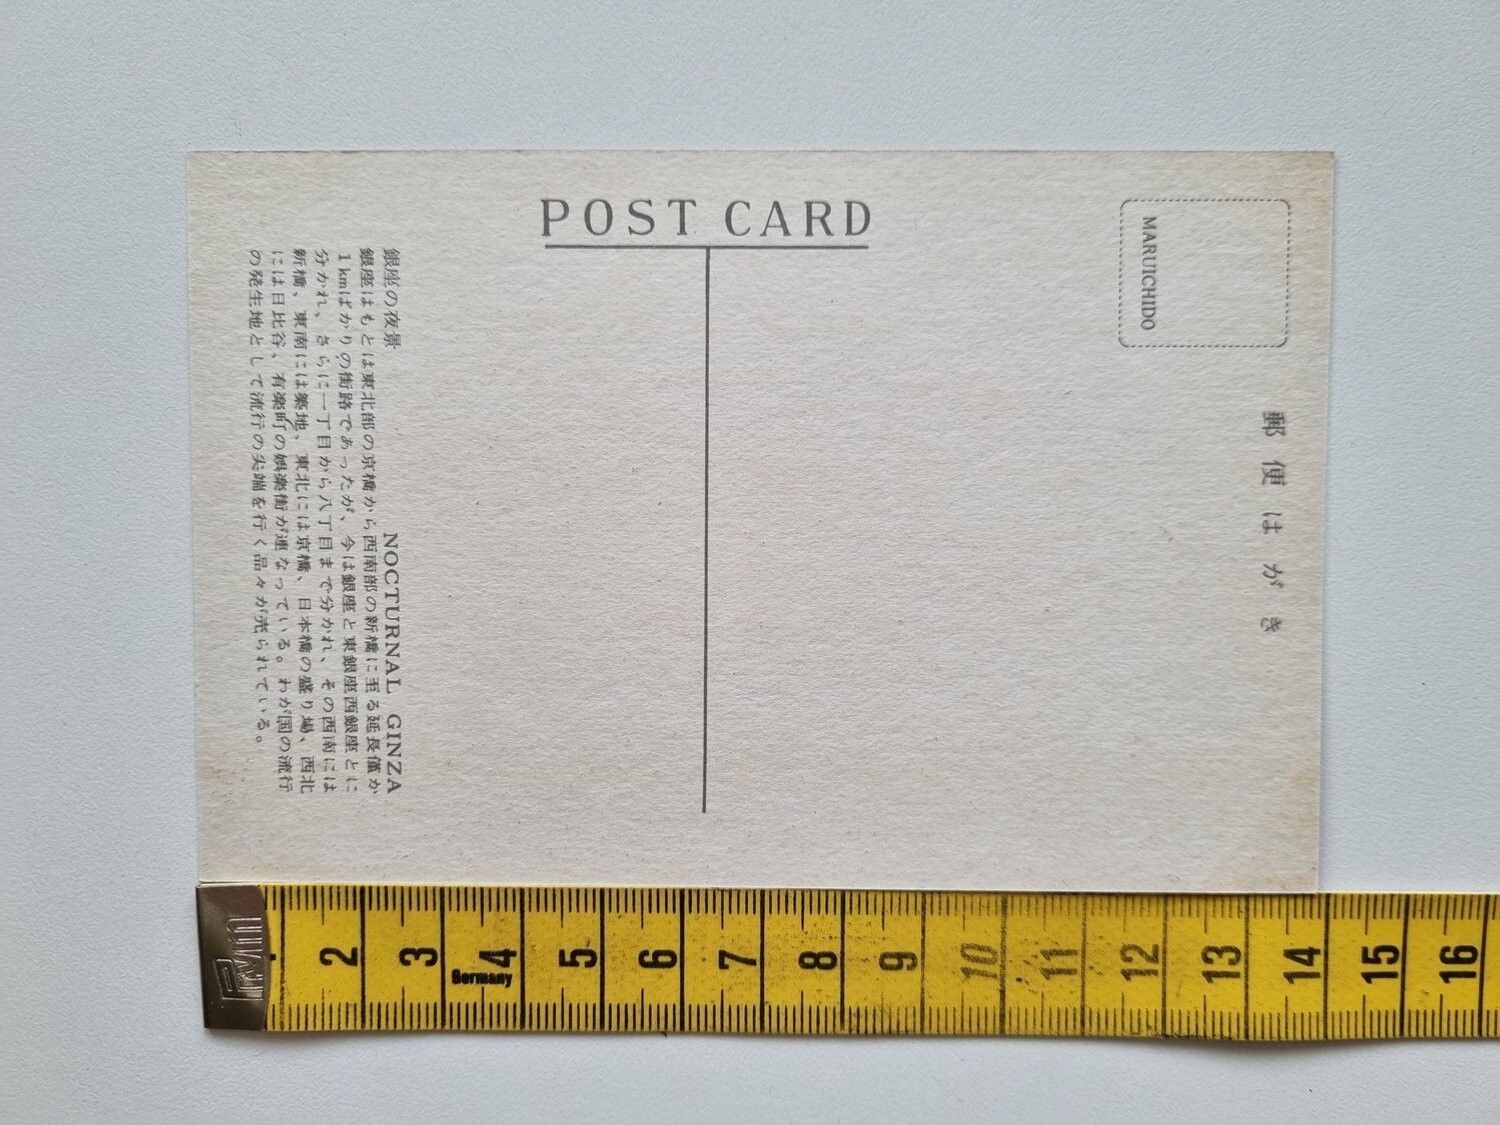 POST CARD
MARUICHIDO
郵便はがき
銀座の夜景
NOCTURNAL GINZA
銀座はもとは東北部の京橋から西南部の新橋に至る延長僅か
1kmばかりの街路であったが、今は銀座と東銀座西銀座とに
分かれ、さらに一丁目から八丁目まで分かれ、その西南には
新橋、東南には築地、東北には京橋、日本橋の盛り場、西北
には日比谷、有楽町の娯楽街が連なっている。わが国の流行
の発生地として流行の尖端を行く品々が売られている。
Prym
2
3
4
Germany
5
6
7
8
9
10
11
12
13
14
15
16